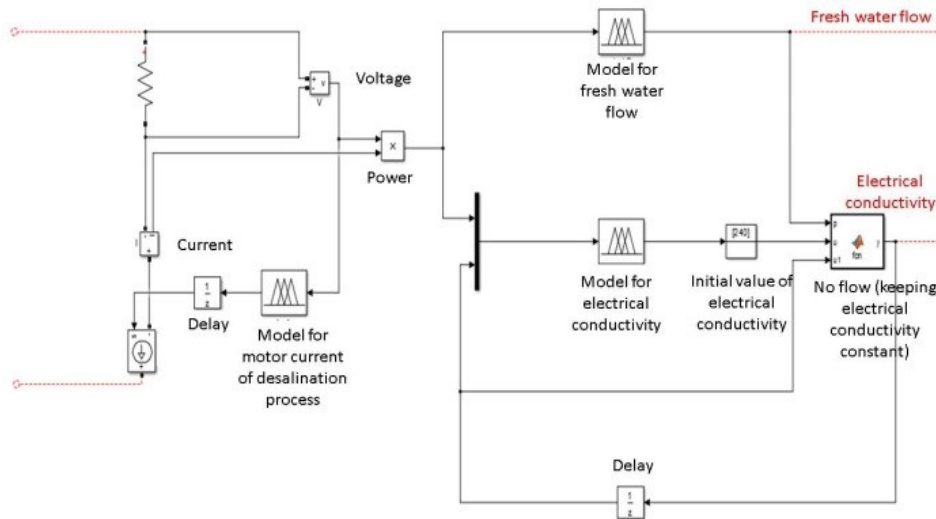 Fresh water flow
Voltage
v
V
Model for
fresh water
flow
X
Power
Electrical
conductivity
Current
[240]
p
u
u1
y
fcn
Model for
electrical
conductivity
Initial value of
electrical
conductivity
No flow (keeping
electrical
conductivity
constant)
1
z
Delay
Model for
motor current
of desalination
process
Delay
1
z